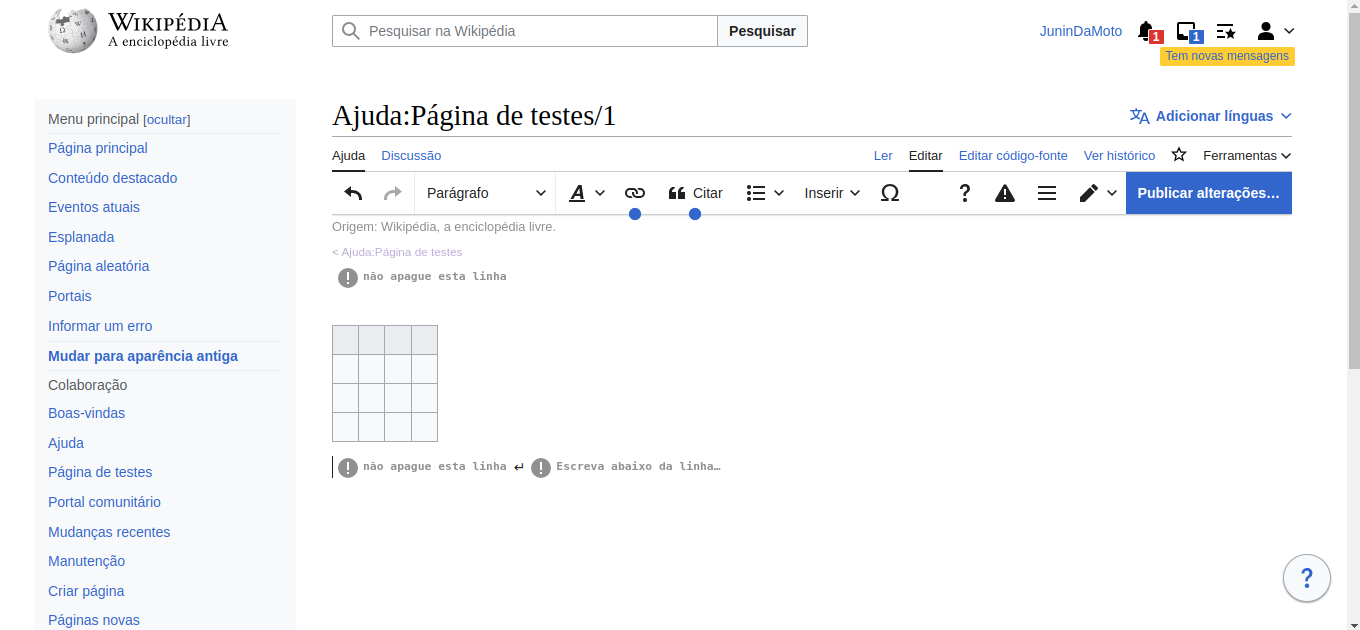 WIKIPÉDIA
A enciclopédia livre
Pesquisar na Wikipédia
Pesquisar
JuninDaMoto
1
1
Tem novas mensagens
Menu principal [ocultar]
Página principal
Conteúdo destacado
Eventos atuais
Esplanada
Página aleatória
Portais
Informar um erro
Mudar para aparência antiga
Colaboração
Boas-vindas
Ajuda
Página de testes
Portal comunitário
Mudanças recentes
Manutenção
Criar página
Páginas novas
Ajuda:Página de testes/1
Adicionar línguas
Ajuda Discussão
Ler Editar Editar código-fonte Ver histórico Ferramentas
Parágrafo A Citar Inserir Ω ? Publicar alterações…
Origem: Wikipédia, a enciclopédia livre.
< Ajuda:Página de testes
! não apague esta linha
! não apague esta linha ↵ ! Escreva abaixo da linha…
?